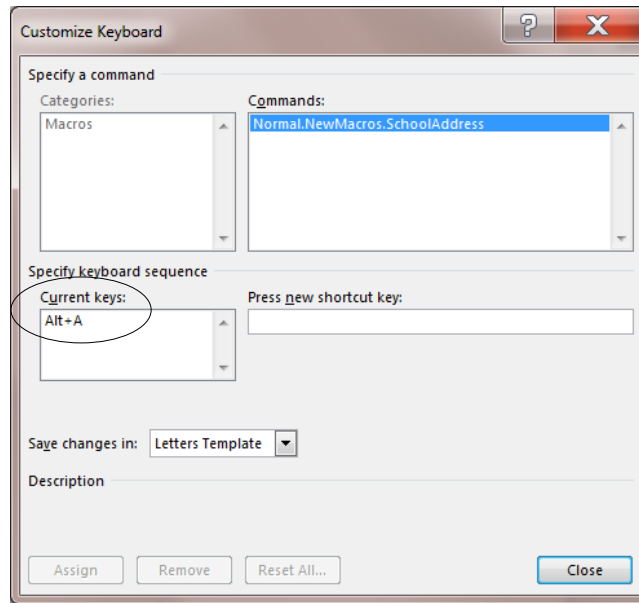 Customize Keyboard
Specify a command
Categories:
Commands:
Macros
Normal.NewMacros.SchoolAddress
Specify keyboard sequence
Current keys:
Press new shortcut key:
Alt+A
Save changes in: Letters Template
Description
Assign Remove Reset All... Close